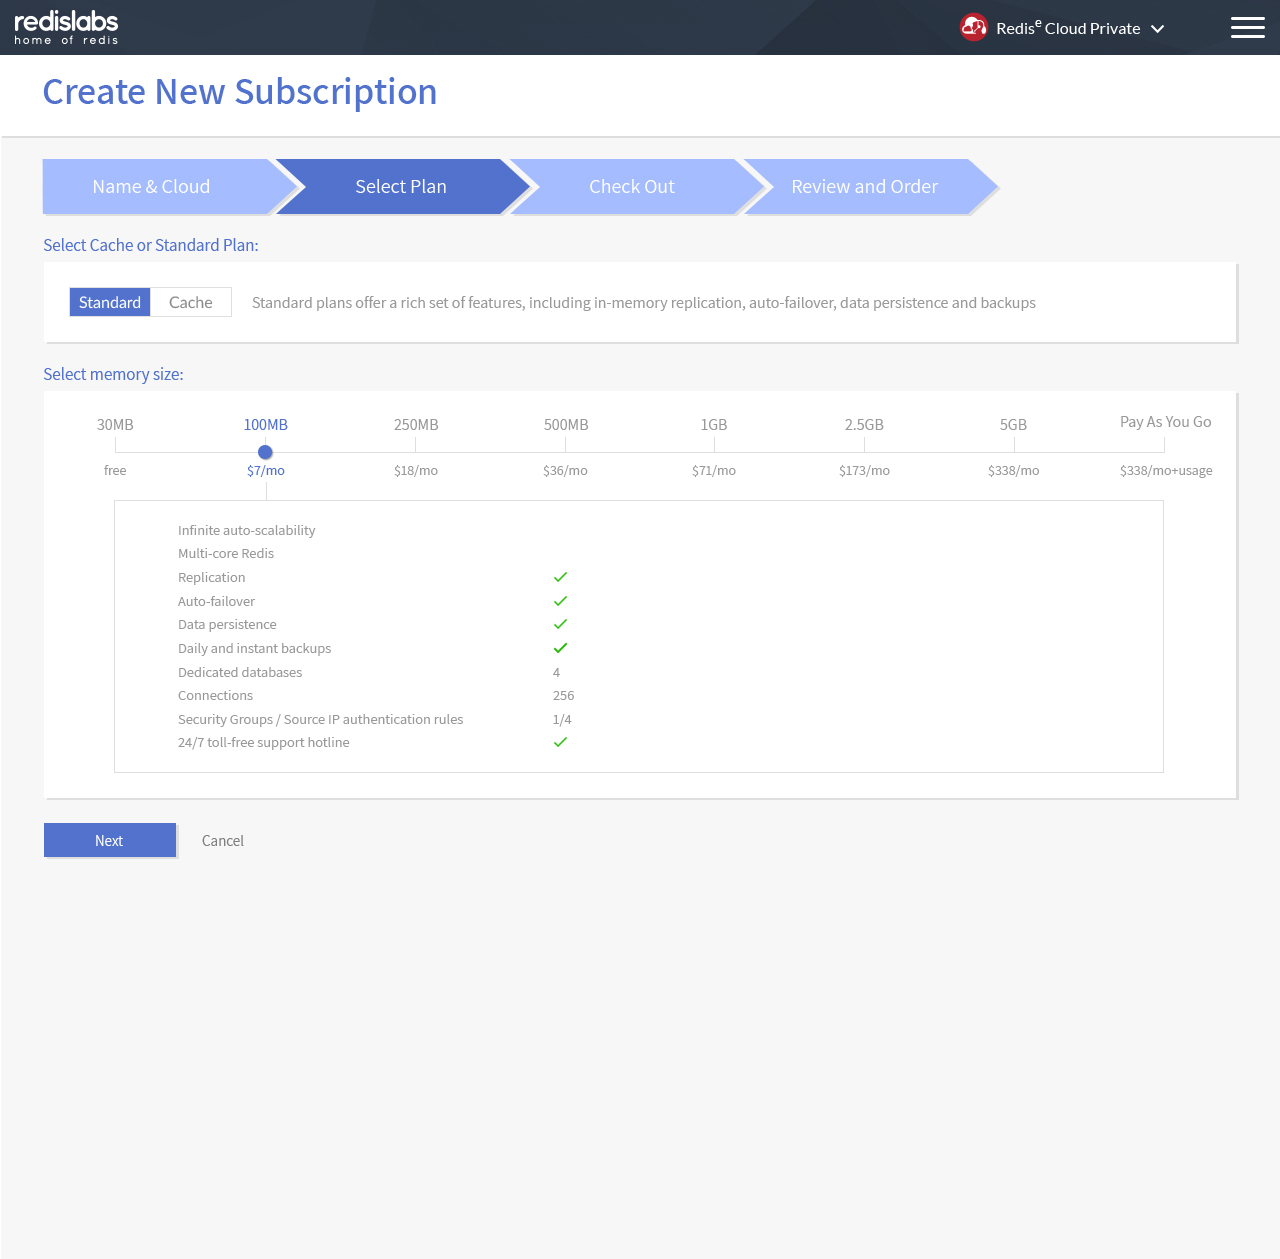 redislabs
home of redis
Redisᵉ Cloud Private
Create New Subscription
Name & Cloud
Select Plan
Check Out
Review and Order
Select Cache or Standard Plan:
Standard
Cache
Standard plans offer a rich set of features, including in-memory replication, auto-failover, data persistence and backups
Select memory size:
30MB
100MB
250MB
500MB
1GB
2.5GB
5GB
Pay As You Go
free
$7/mo
$18/mo
$36/mo
$71/mo
$173/mo
$338/mo
$338/mo+usage
Infinite auto-scalability
Multi-core Redis
Replication
Auto-failover
Data persistence
Daily and instant backups
Dedicated databases 4
Connections 256
Security Groups / Source IP authentication rules 1/4
24/7 toll-free support hotline
Next
Cancel